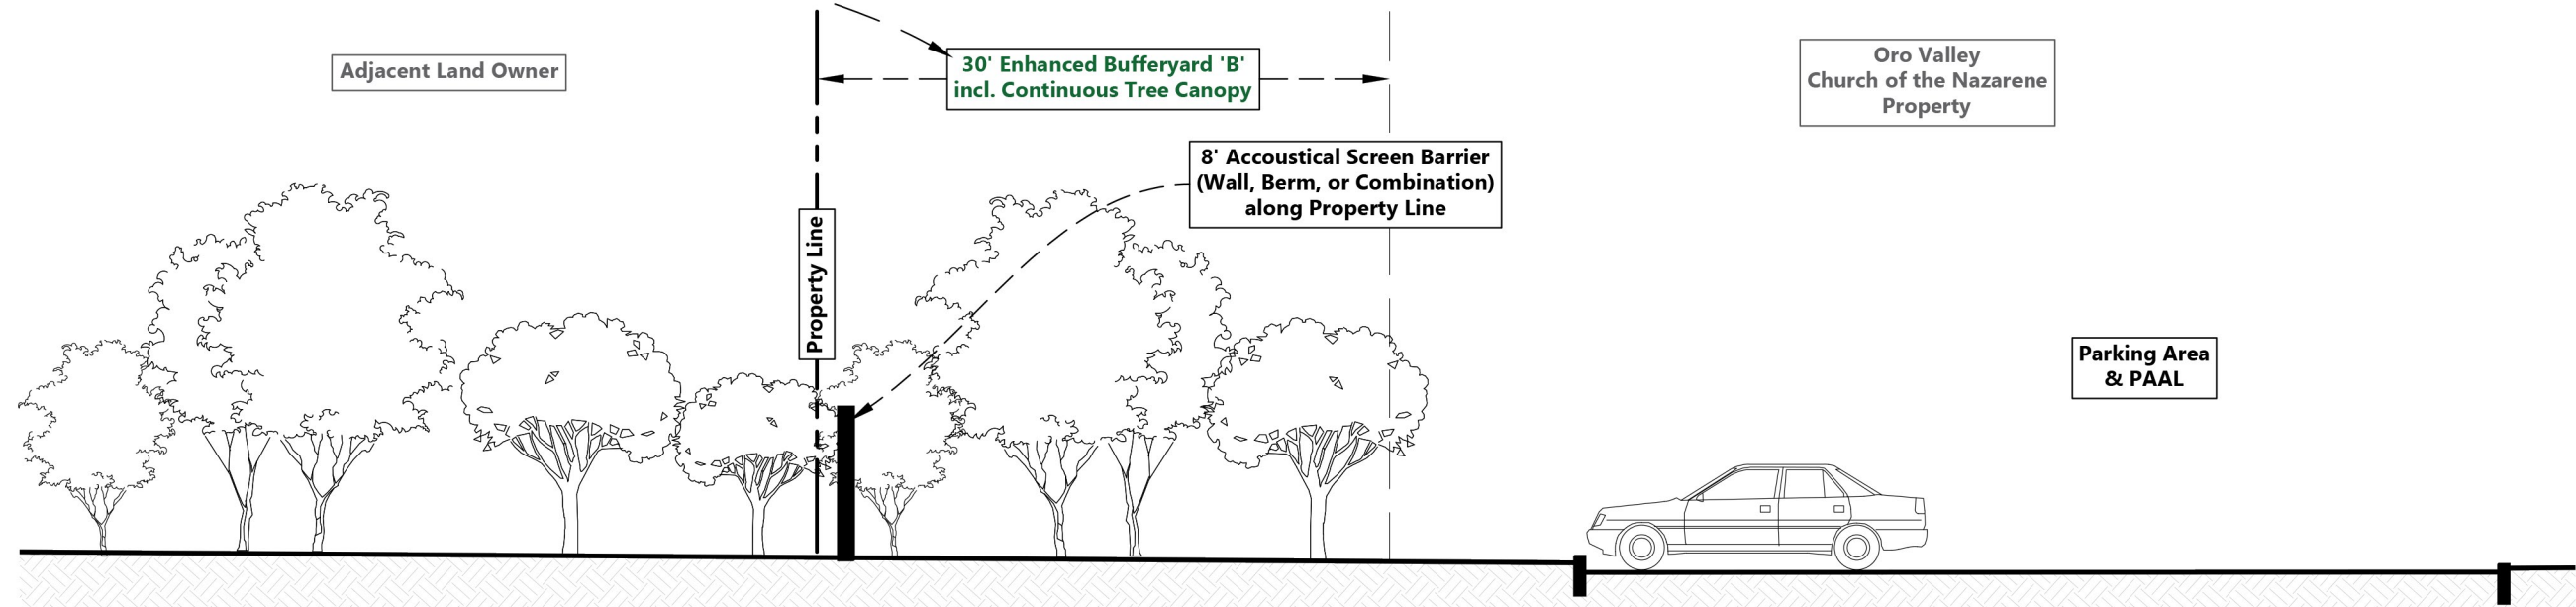 Adjacent Land Owner
30' Enhanced Bufferyard 'B'
incl. Continuous Tree Canopy
Oro Valley
Church of the Nazarene
Property
8' Accoustical Screen Barrier
(Wall, Berm, or Combination)
along Property Line
Property Line
Parking Area
& PAAL